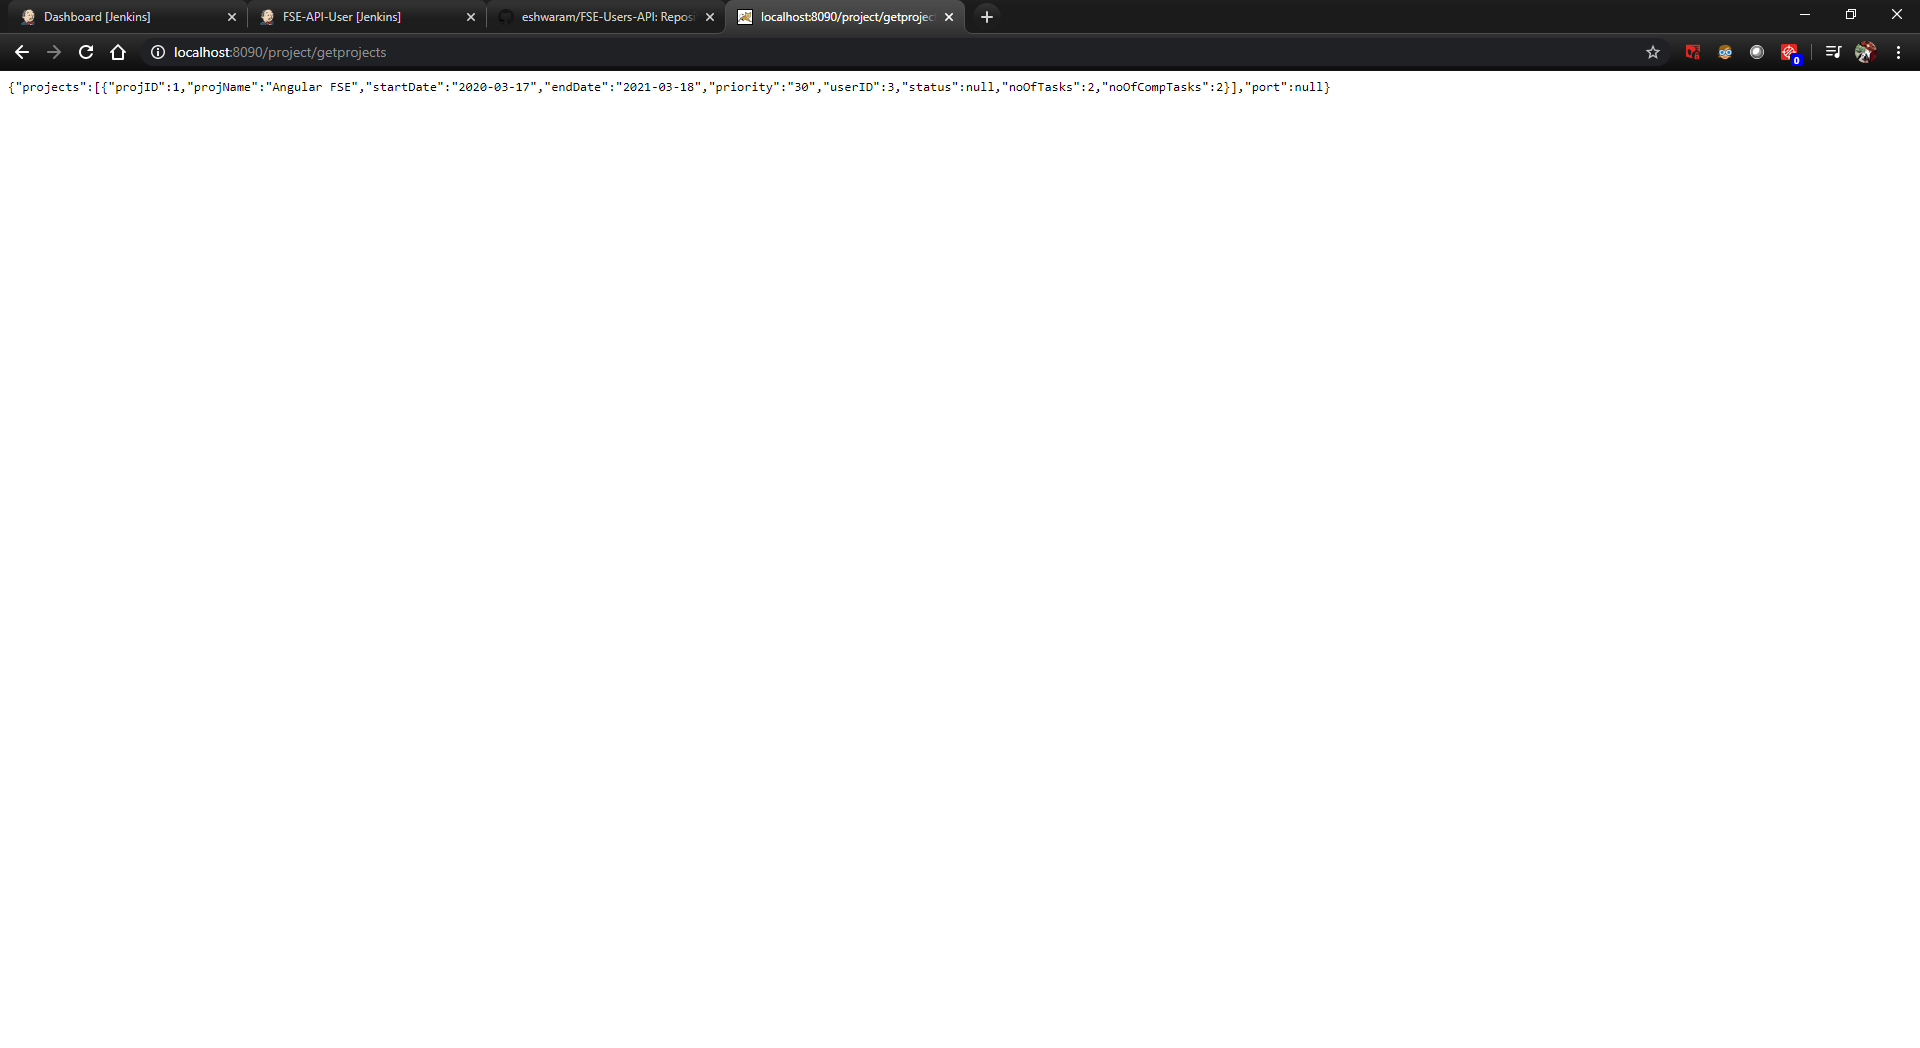 Dashboard [Jenkins]
FSE-API-User [Jenkins]
eshwaram/FSE-Users-API: Reposi
localhost:8090/project/getproject
localhost:8090/project/getprojects
0
{"projects":[{"projID":1,"projName":"Angular FSE","startDate":"2020-03-17","endDate":"2021-03-18","priority":"30","userID":3,"status":null,"noOfTasks":2,"noOfCompTasks":2}],"port":null}